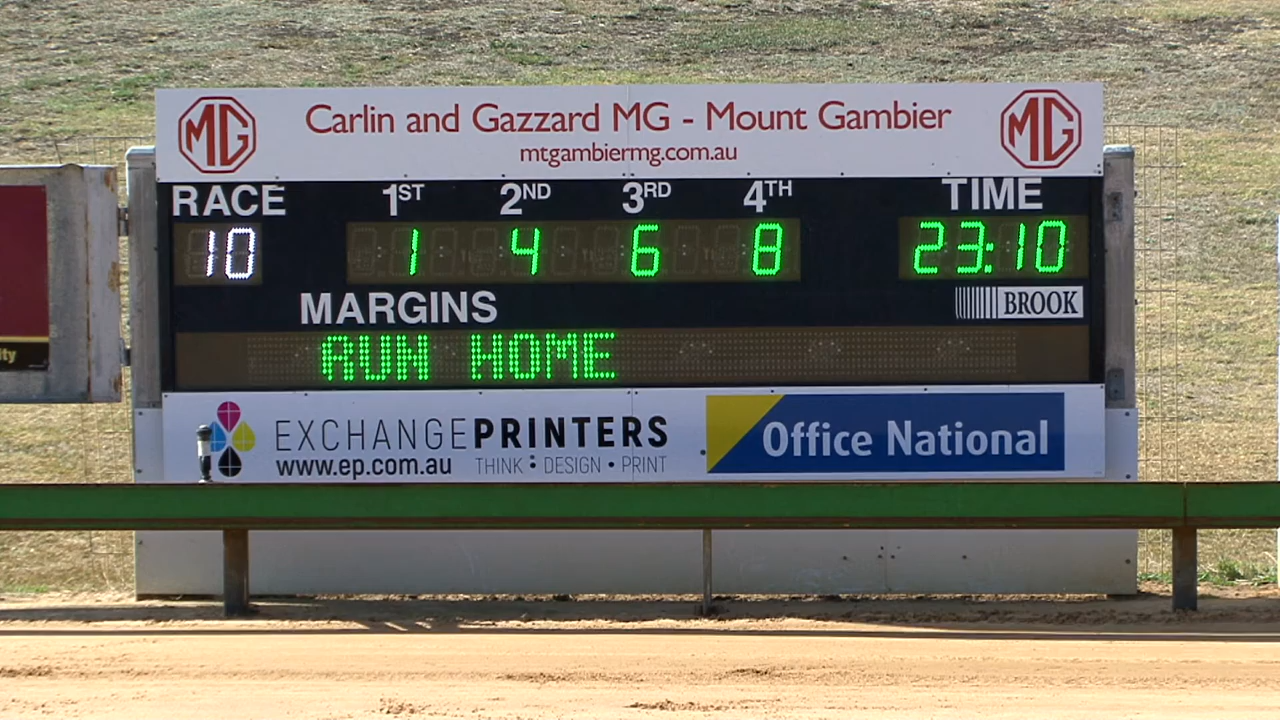 MG Carlin and Gazzard MG - Mount Gambier MG
mtgambiermg.com.au
RACE 1ST 2ND 3RD 4TH TIME
10 1 4 6 8 23:10
MARGINS
BROOK
RUN HOME
ity
EXCHANGEPRINTERS
www.ep.com.au THINK : DESIGN • PRINT
Office National